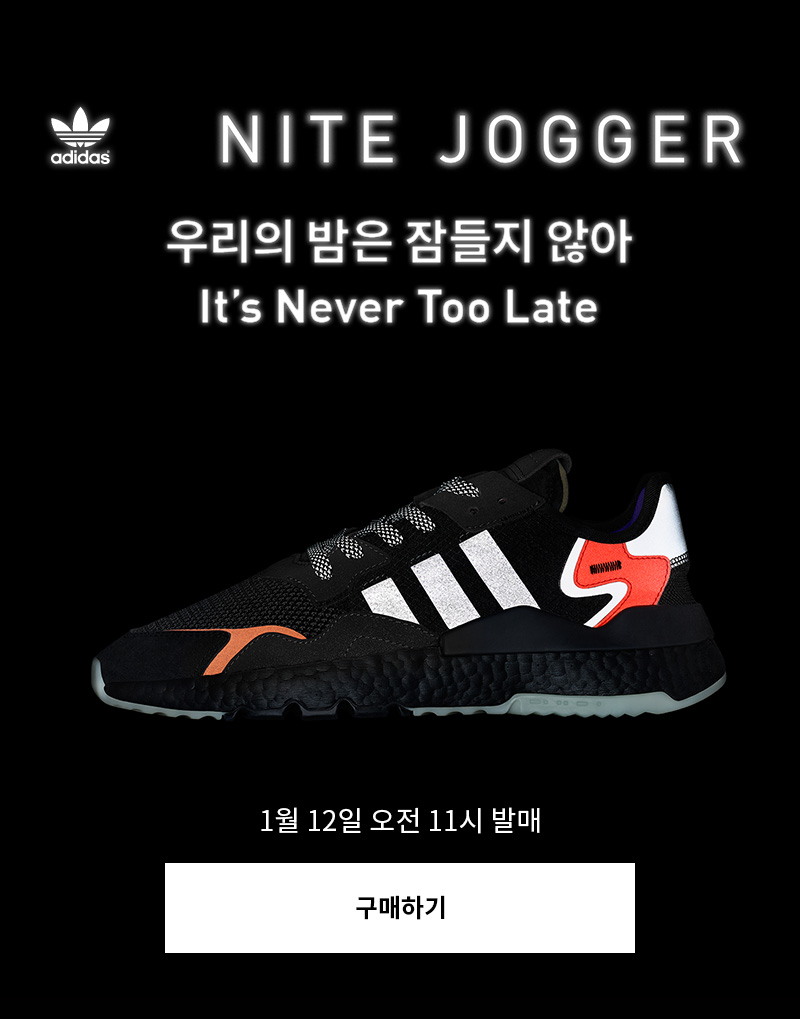 adidas
NITE JOGGER
우리의 밤은 잠들지 않아
It's Never Too Late
1월 12일 오전 11시 발매
구매하기